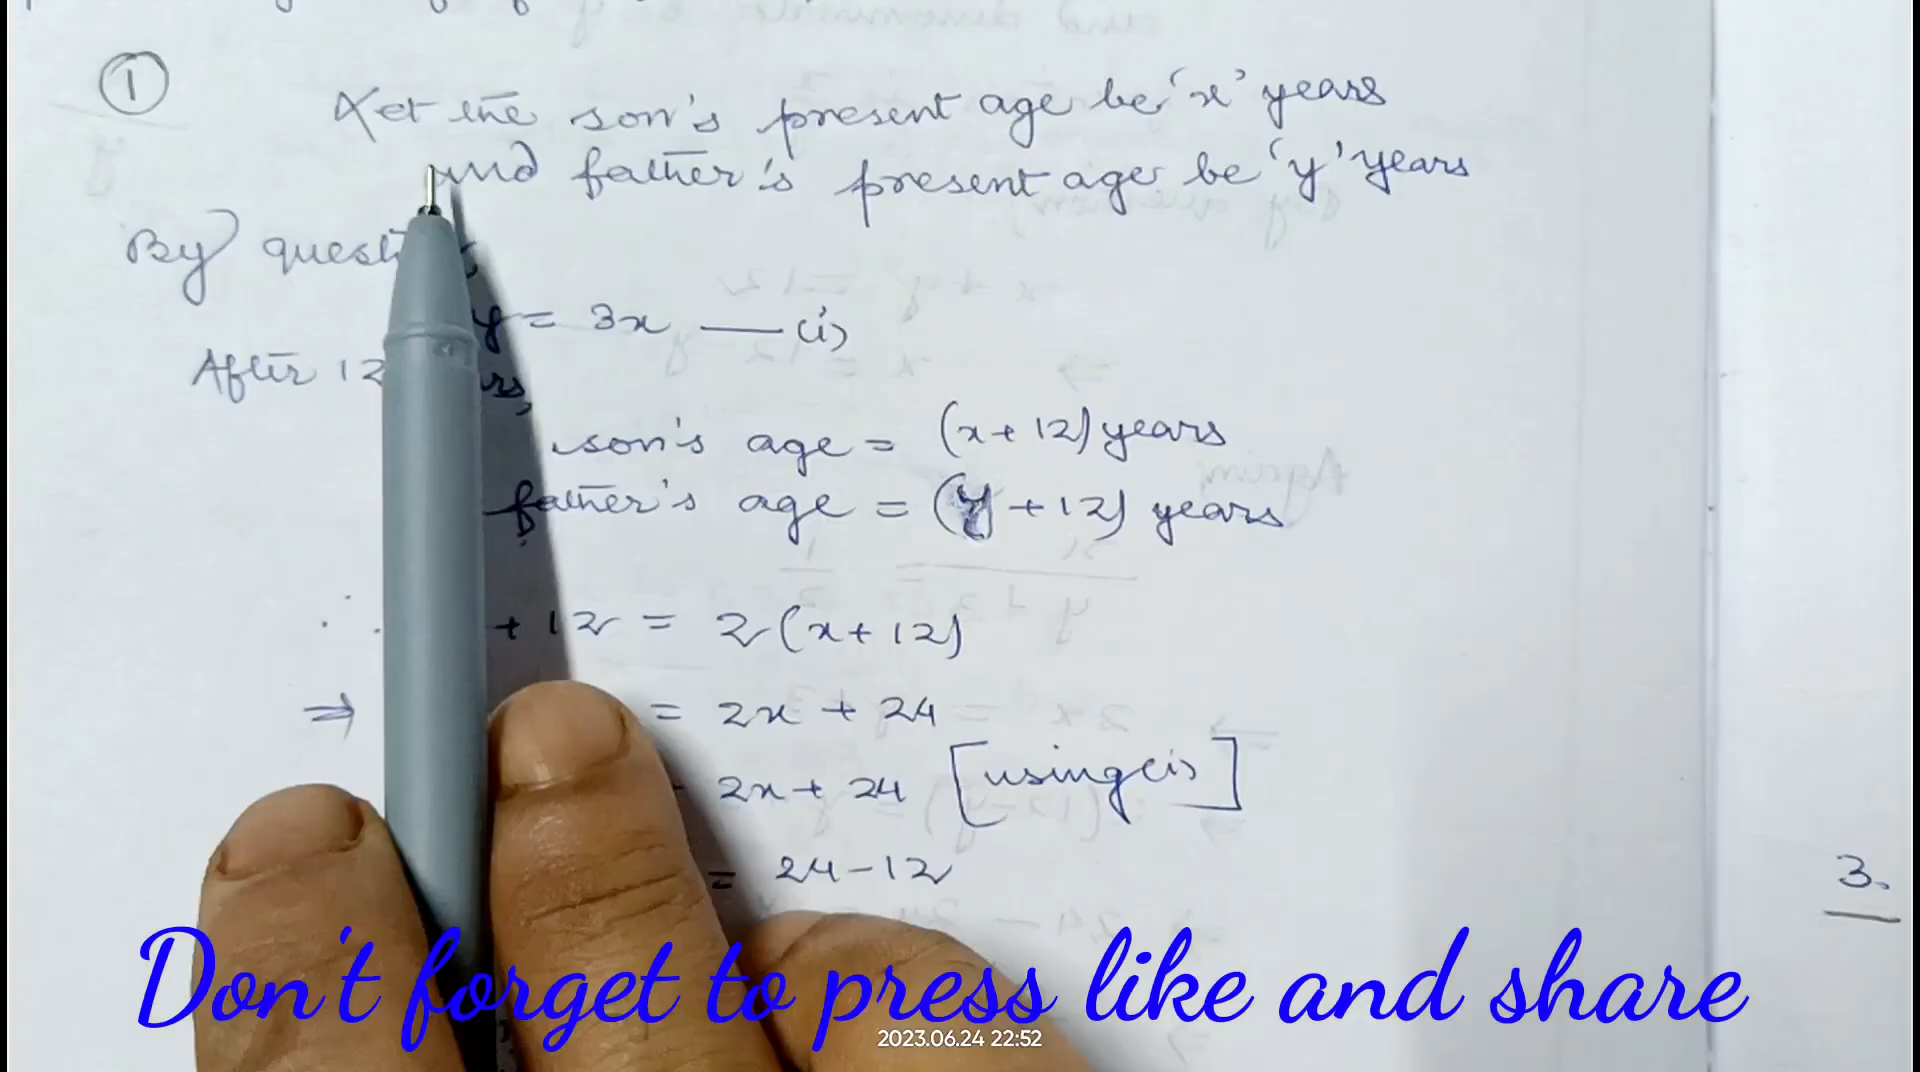 1
Let the son's present age be 'x' years
and father's present age be 'y' years
By
y = 3x —— (i)
After 12
son's age = (x + 12) years
father's age = (y + 12) years
+ 12 = 2(x + 12)
⇒ = 2x + 24
2x + 24 [using (i)]
= 24 - 12
3.
Don't forget to press like and share
2023.06.24 22:52